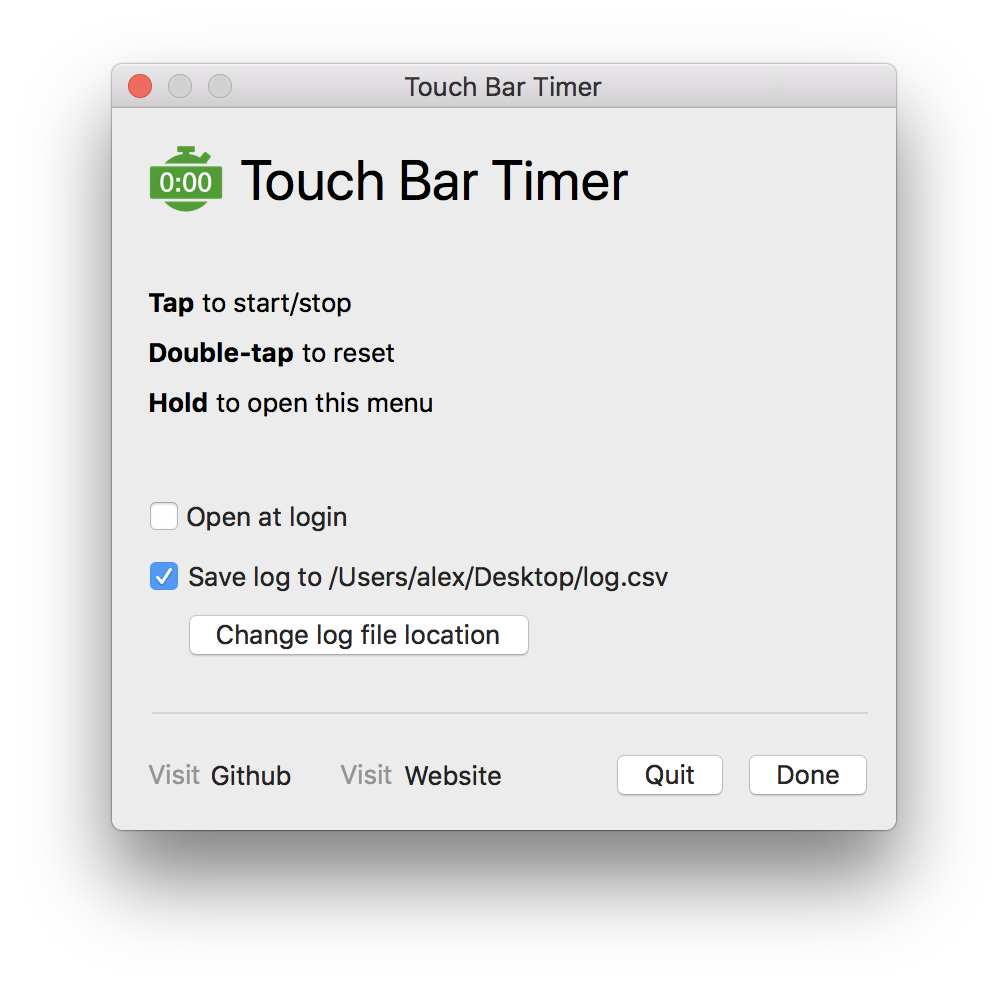 Touch Bar Timer
0:00 Touch Bar Timer
Tap to start/stop
Double-tap to reset
Hold to open this menu
Open at login
Save log to /Users/alex/Desktop/log.csv
Change log file location
Visit Github Visit Website Quit Done